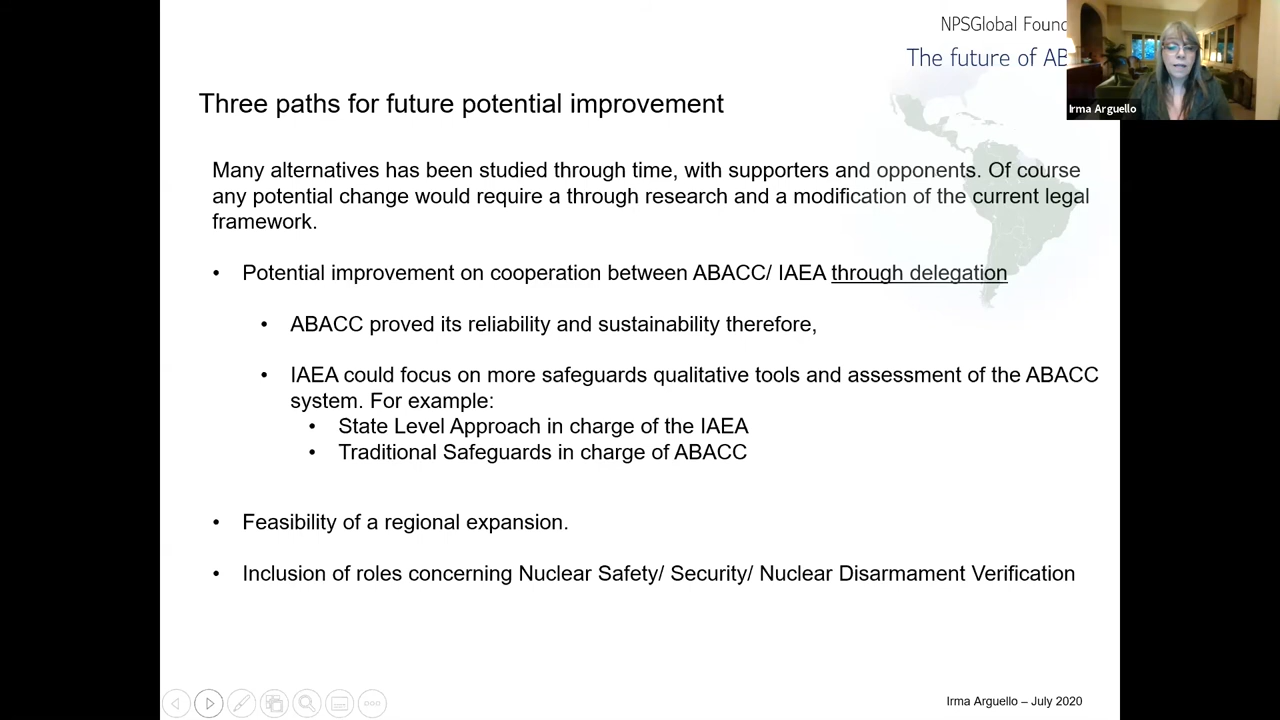 NPSGlobal Found
The future of AB
Irma Arguello
Three paths for future potential improvement
Many alternatives has been studied through time, with supporters and opponents. Of course
any potential change would require a through research and a modification of the current legal
framework.
• Potential improvement on cooperation between ABACC/ IAEA through delegation
• ABACC proved its reliability and sustainability therefore,
• IAEA could focus on more safeguards qualitative tools and assessment of the ABACC
system. For example:
• State Level Approach in charge of the IAEA
• Traditional Safeguards in charge of ABACC
• Feasibility of a regional expansion.
• Inclusion of roles concerning Nuclear Safety/ Security/ Nuclear Disarmament Verification
Irma Arguello – July 2020